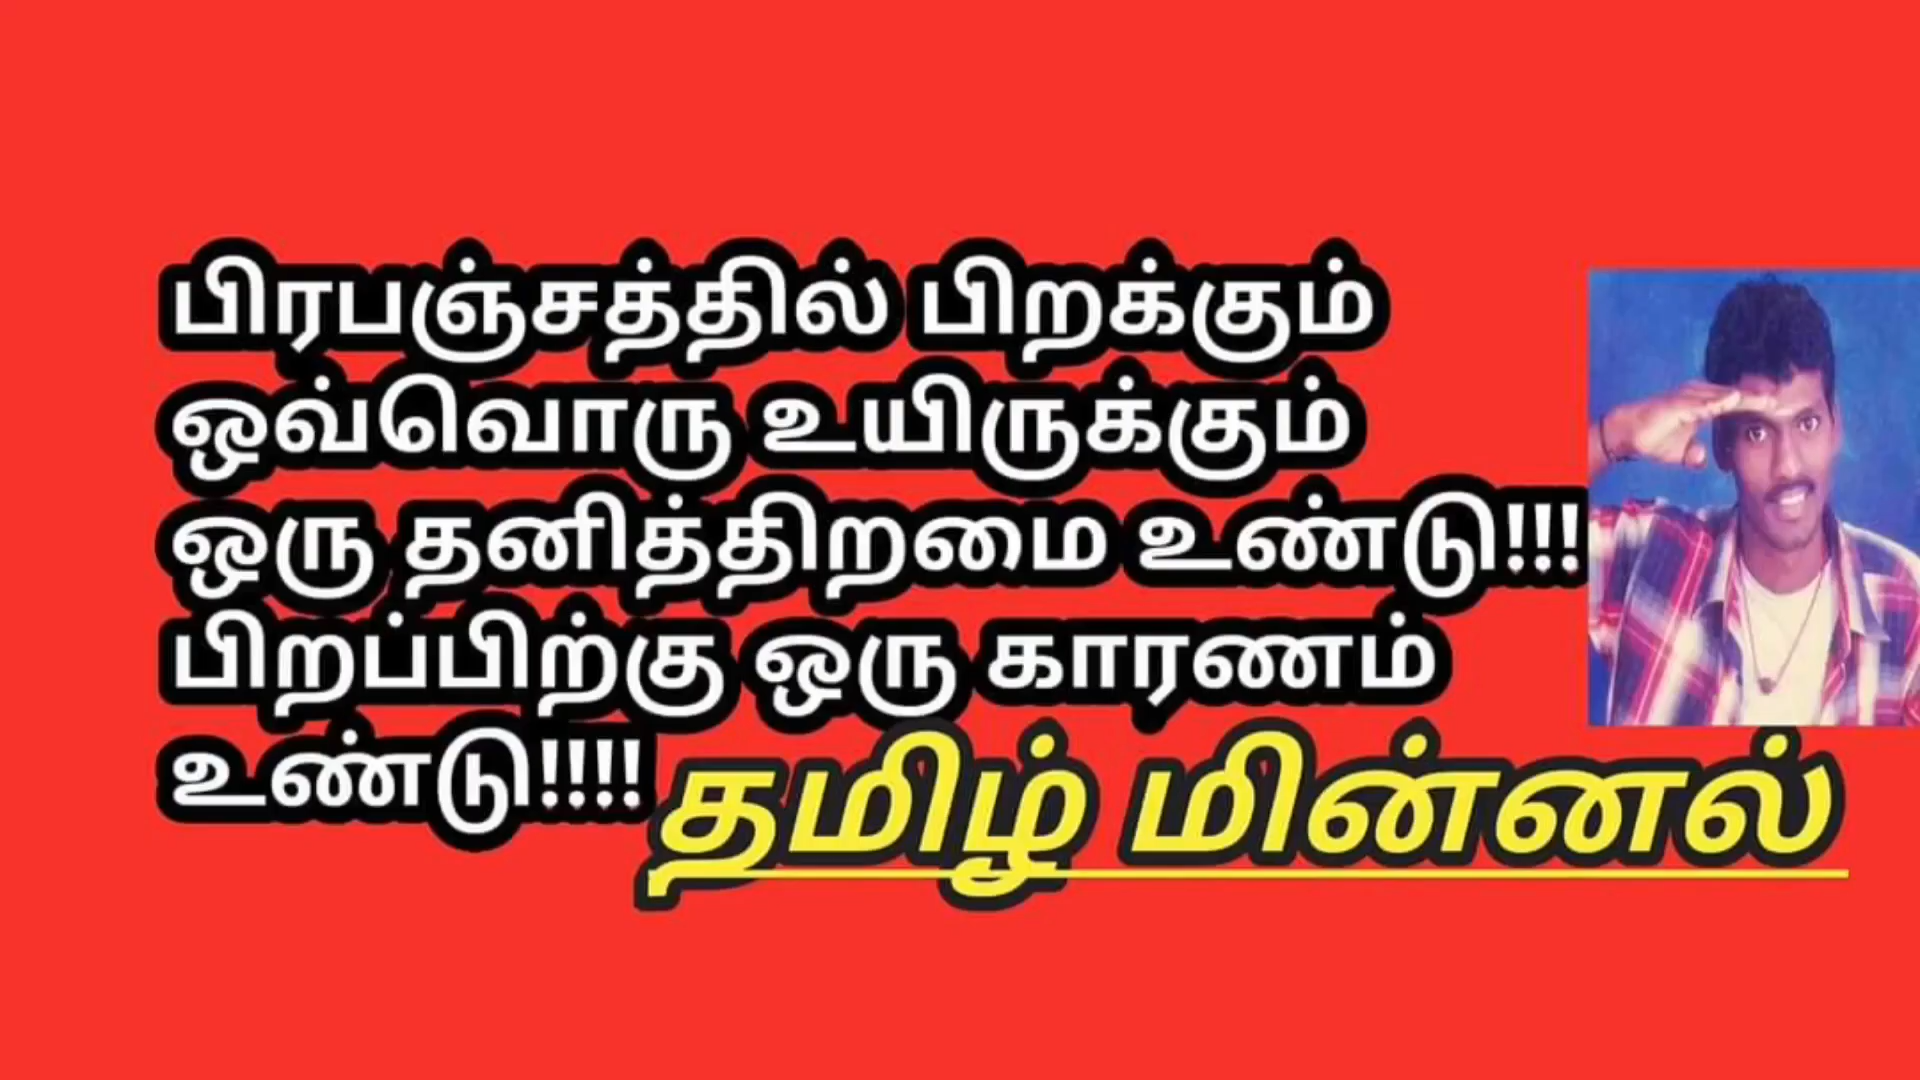 பிரபஞ்சத்தில் பிறக்கும்
ஒவ்வொரு உயிருக்கும்
ஒரு தனித்திறமை உண்டு!!!
பிறப்பிற்கு ஒரு காரணம்
உண்டு!!!!
தமிழ் மின்னல்